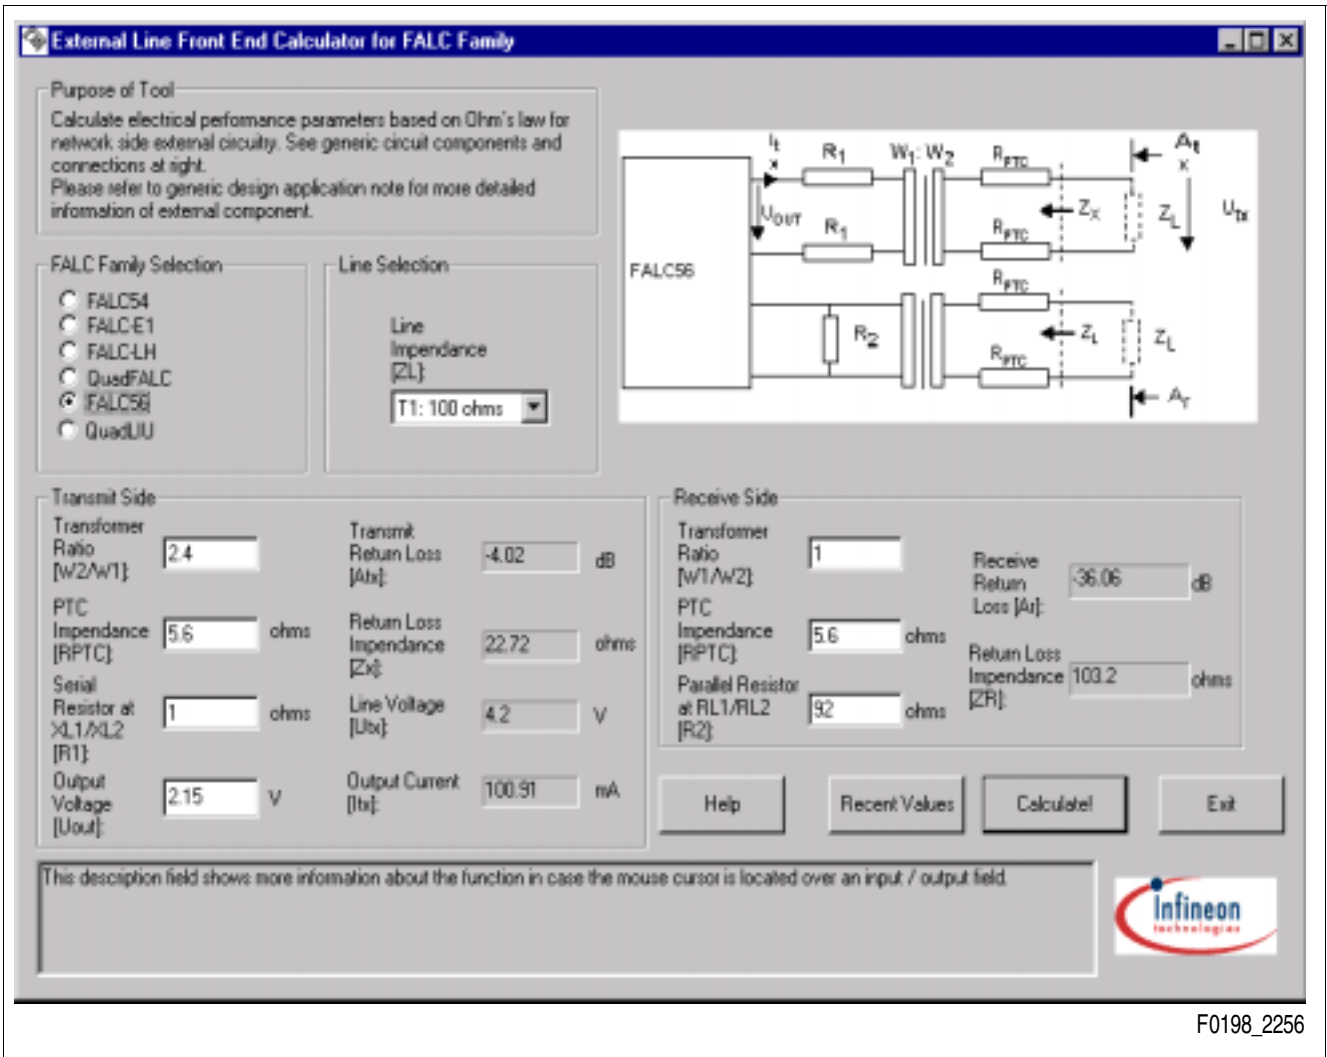 External Line Front End Calculator for FALC Family
Purpose of Tool
Calculate electrical performance parameters based on Ohm's law for
network side external circuitry. See generic circuit components and
connections at right.
Please refer to generic design application note for more detailed
information of external component.
FALC Family Selection
FALC54
FALC-E1
FALC-LH
QuadFALC
FALC56
QuadLIU
Line Selection
Line
Impendance
[ZL]:
T1: 100 ohms
It
x
R1
W1: W2
RPTC
At
x
UOUT
R1
RPTC
ZX
ZL
Utx
FALC56
R2
RPTC
RPTC
ZL
ZL
Ar
Transmit Side
Transformer
Ratio
[W2/W1]:
2.4
PTC
Impendance
[RPTC]:
5.6
ohms
Serial
Resistor at
XL1/XL2
[R1]:
1
ohms
Output
Voltage
[Uout]:
2.15
V
Transmit
Return Loss
[Atx]:
-4.02
dB
Return Loss
Impendance
[Zx]:
22.72
ohms
Line Voltage
[Utx]:
4.2
V
Output Current
[Itx]:
100.91
mA
Receive Side
Transformer
Ratio
[W1/W2]:
1
PTC
Impendance
[RPTC]:
5.6
ohms
Parallel Resistor
at RL1/RL2
[R2]:
92
ohms
Receive
Return
Loss [Ar]:
-36.06
dB
Return Loss
Impendance
[ZR]:
103.2
ohms
Help
Recent Values
Calculate!
Exit
This description field shows more information about the function in case the mouse cursor is located over an input / output field.
Infineon
technologies
F0198_2256